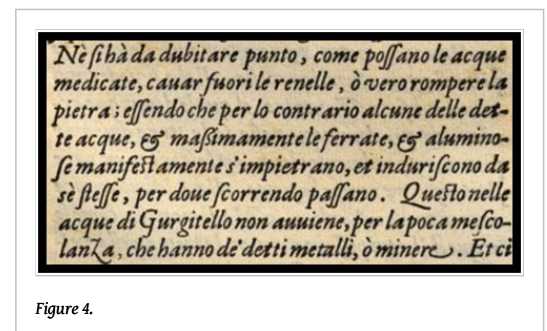 Nè ſi hà da dubitare punto, come poſſano le acque
medicate, cauar fuori le renelle, ò vero rompere la
pietra; eſſendo che per lo contrario alcune delle det-
te acque, & maſsimamente le ferrate, & alumino-
ſe manifeſtamente s'impietrano, et induriſcono da
sè ſteſſe, per doue ſcorrendo paſſano. Queſto nelle
acque di Gurgitello non auuiene, per la poca meſco-
lanza, che hanno de' detti metalli, ò minere. Et ci
Figure 4.